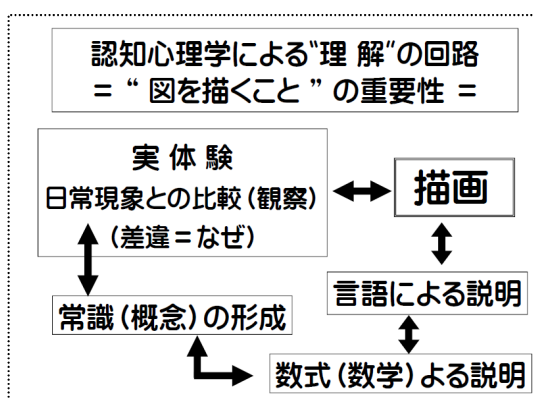 認知心理学による“理 解”の回路
= “ 図を描くこと ” の重要性 =
実 体 験
日常現象との比較(観察)
(差違=なぜ)
描画
言語による説明
常識(概念)の形成
数式(数学)よる説明